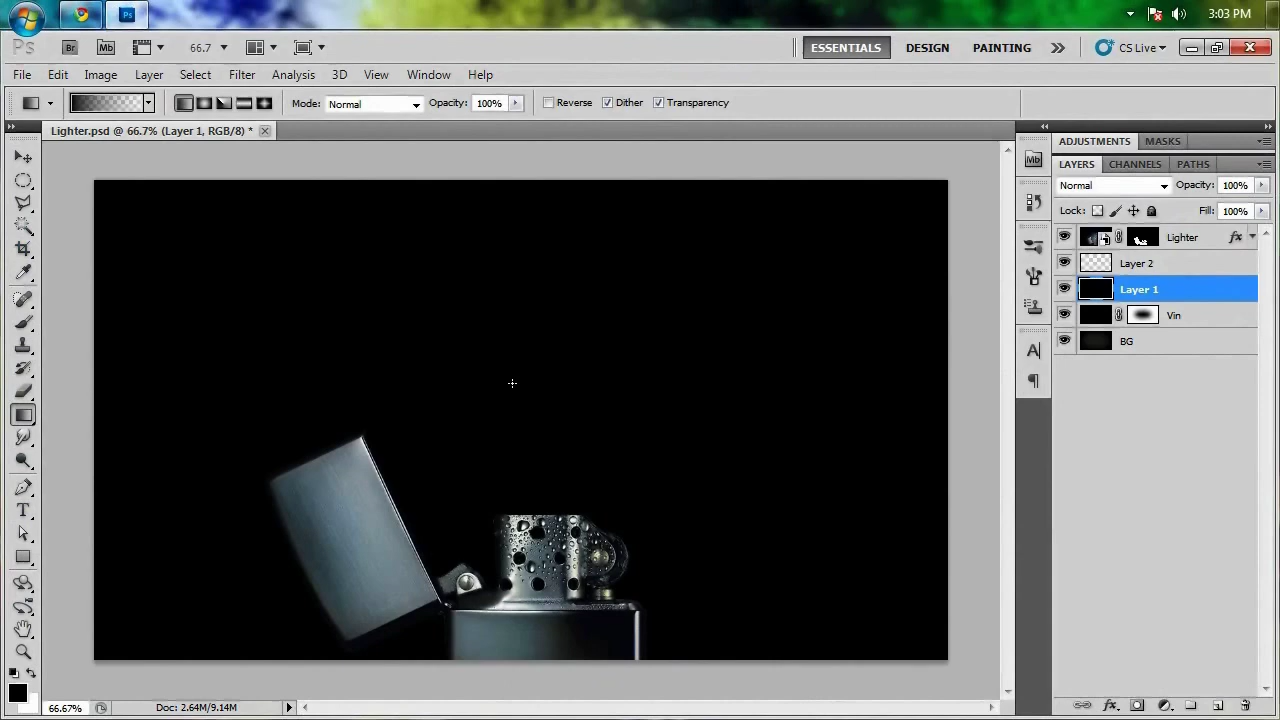 3:03 PM
Ps Br Mb 66.7 ESSENTIALS DESIGN PAINTING CS Live
File Edit Image Layer Select Filter Analysis 3D View Window Help
Mode: Normal Opacity: 100% Reverse Dither Transparency
Lighter.psd @ 66.7% (Layer 1, RGB/8) *
ADJUSTMENTS MASKS
LAYERS CHANNELS PATHS
Normal Opacity: 100%
Lock: Fill: 100%
Lighter fx
Layer 2
Layer 1
Vin
BG
66.67% Doc: 2.64M/9.14M